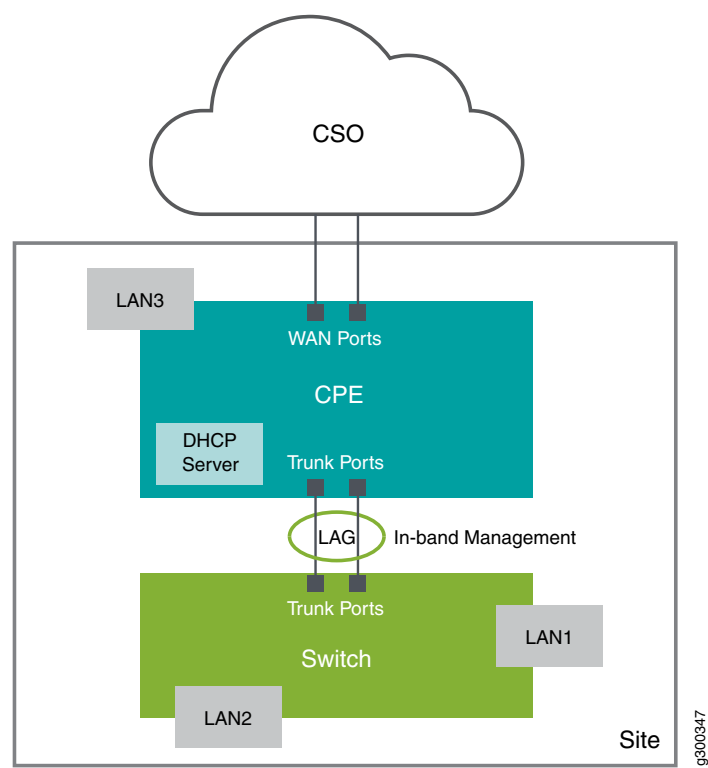 CSO
LAN3
WAN Ports
CPE
DHCP
Server
Trunk Ports
LAG
In-band Management
Trunk Ports
LAN1
Switch
LAN2
Site
g300347